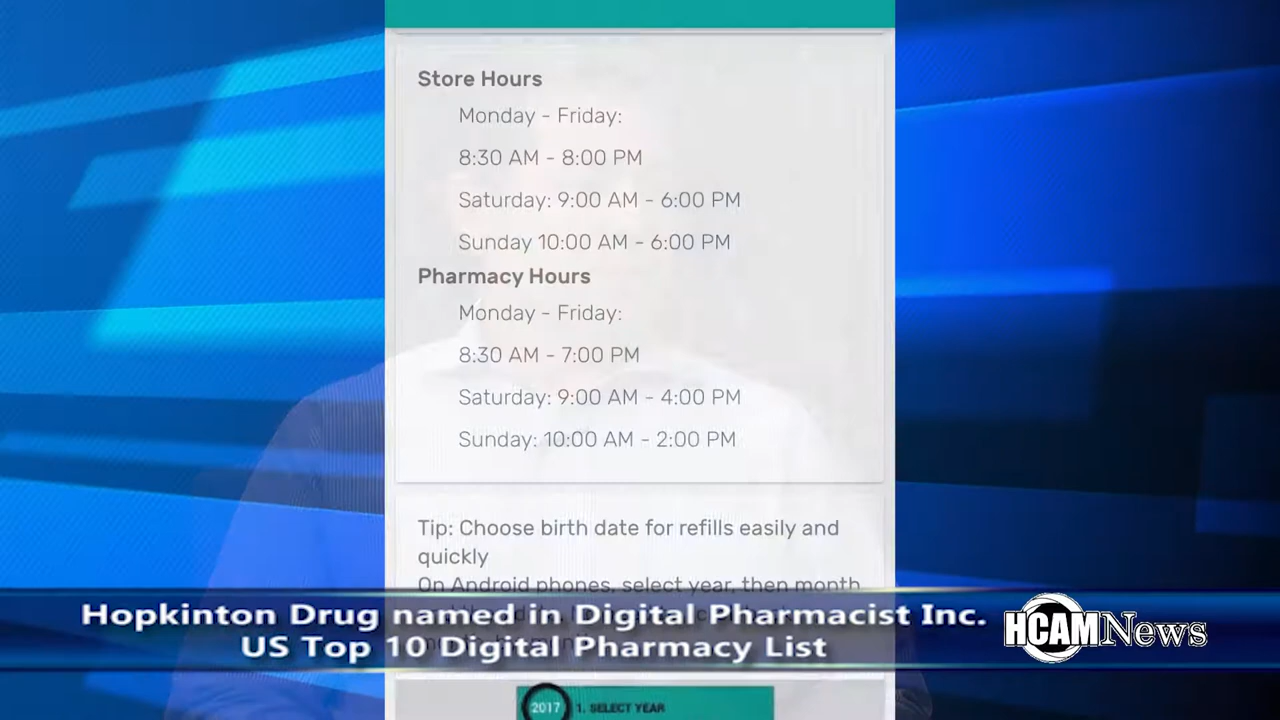 Store Hours
Monday - Friday:
8:30 AM - 8:00 PM
Saturday: 9:00 AM - 6:00 PM
Sunday 10:00 AM - 6:00 PM
Pharmacy Hours
Monday - Friday:
8:30 AM - 7:00 PM
Saturday: 9:00 AM - 4:00 PM
Sunday: 10:00 AM - 2:00 PM
Tip: Choose birth date for refills easily and
quickly
On Android phones, select year, then month
Hopkinton Drug named in Digital Pharmacist Inc.
US Top 10 Digital Pharmacy List
HCAM News
2017 1. SELECT YEAR